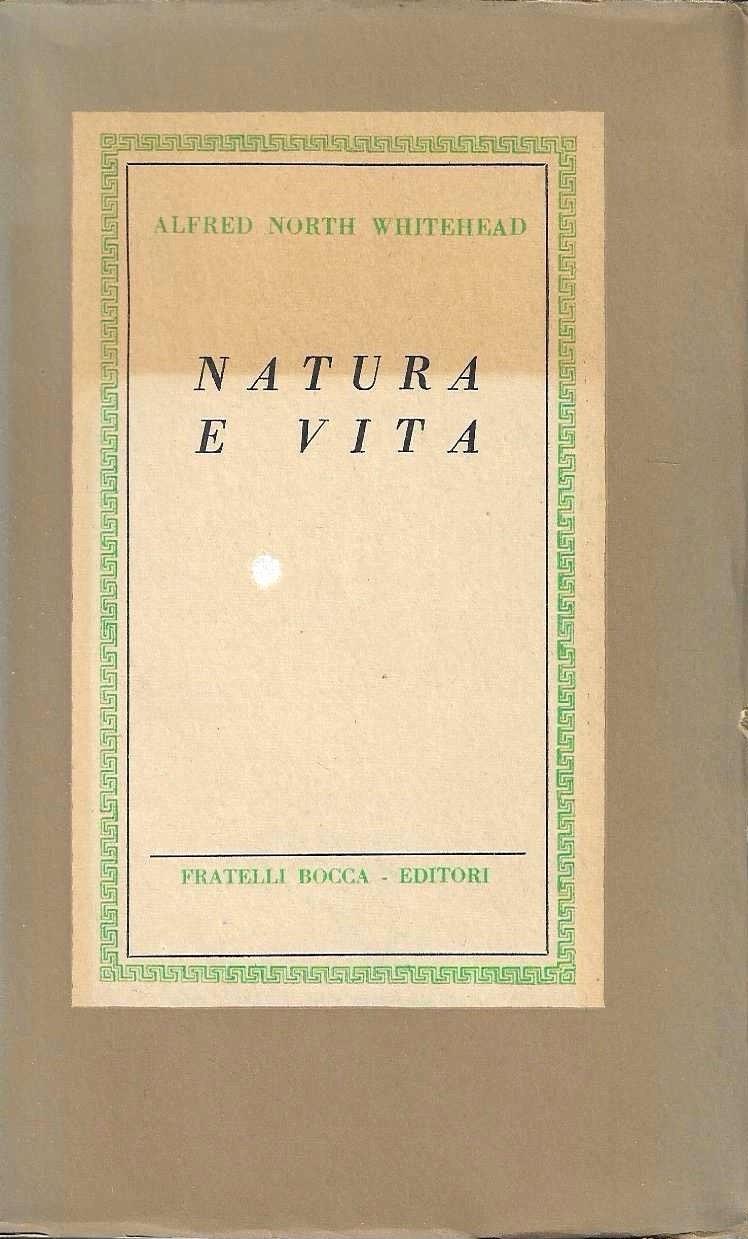 ALFRED NORTH WHITEHEAD
NATURA
E VITA
FRATELLI BOCCA - EDITORI